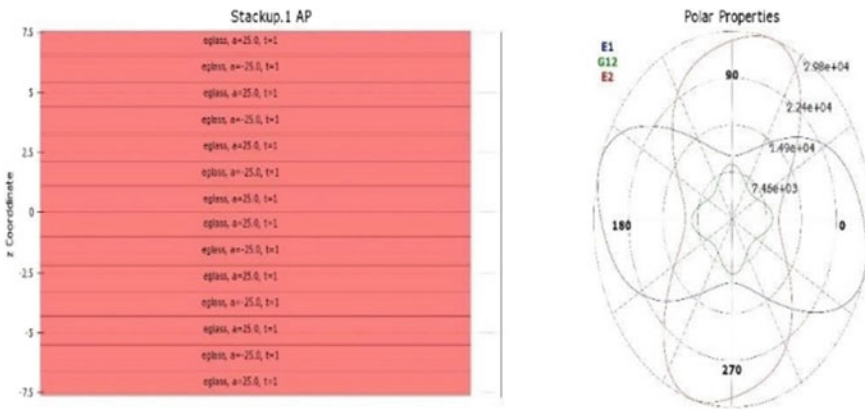 Stackup.1 AP
z Coordinate
7.5
5
2.5
0
-2.5
-5
-7.5
eglass, a=25.0, t=1
eglass, a=-25.0, t=1
eglass, a=25.0, t=1
eglass, a=-25.0, t=1
eglass, a=25.0, t=1
eglass, a=-25.0, t=1
eglass, a=25.0, t=1
eglass, a=25.0, t=1
eglass, a=-25.0, t=1
eglass, a=25.0, t=1
eglass, a=-25.0, t=1
eglass, a=25.0, t=1
eglass, a=-25.0, t=1
eglass, a=25.0, t=1
Polar Properties
E1
G12
E2
90
2.98e+04
2.24e+04
1.49e+04
7.46e+03
180
0
270